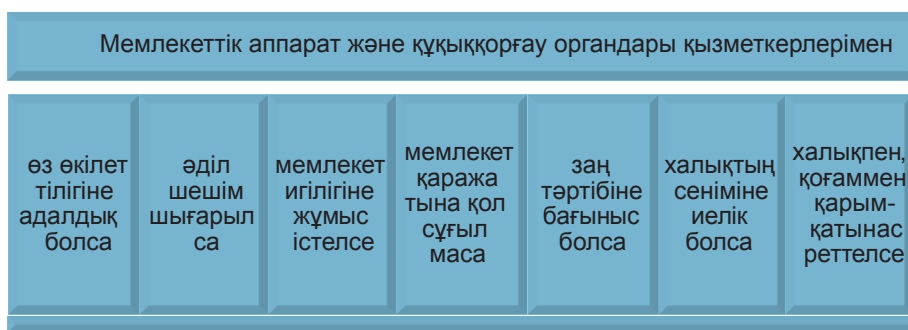 Мемлекеттік аппарат және құқыққорғау органдары қызметкерлерімен
өз өкілет
тілігіне
адалдық
болса
әділ
шешім
шығарыл
са
мемлекет
игілігіне
жұмыс
істелсе
мемлекет
қаража
тына қол
сұғыл
маса
заң
тәртібіне
бағыныс
болса
халықтың
сеніміне
иелік
болса
халықпен,
қоғаммен
қарым-
қатынас
реттелсе